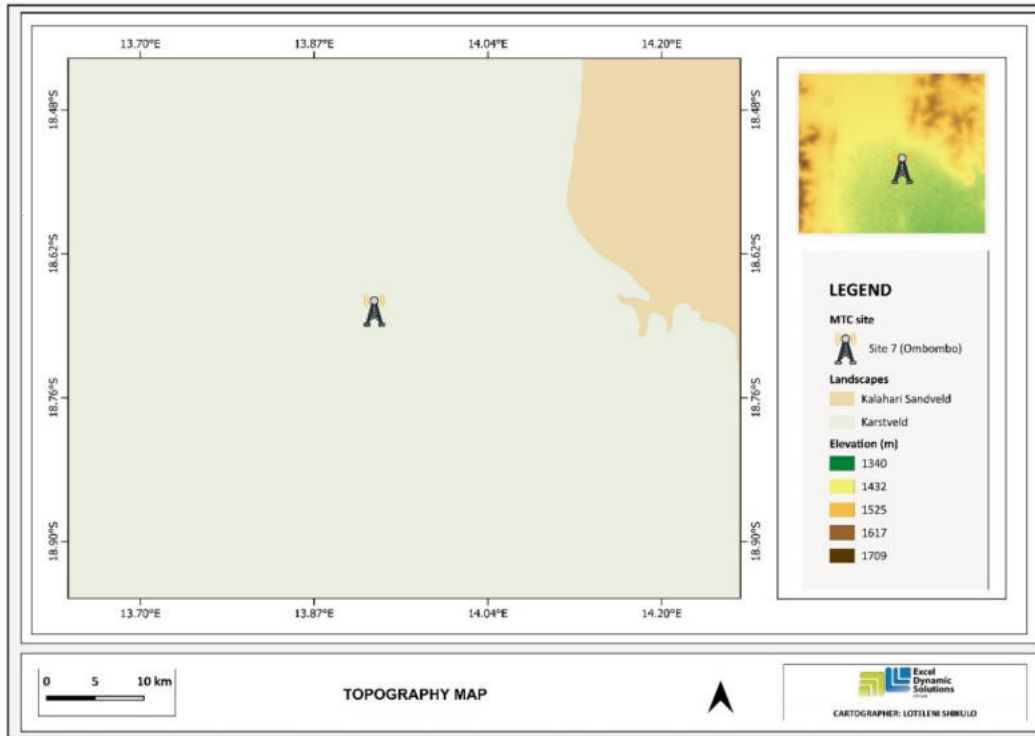 13.70°E 13.87°E 14.04°E 14.20°E
18.48°S 18.48°S
18.62°S 18.62°S
18.76°S 18.76°S
18.90°S 18.90°S
13.70°E 13.87°E 14.04°E 14.20°E
LEGEND
MTC site
Site 7 (Ombombo)
Landscapes
Kalahari Sandveld
Karstveld
Elevation (m)
1340
1432
1525
1617
1709
0 5 10 km
TOPOGRAPHY MAP
Excel
Dynamic
Solutions
CARTOGRAPHER: LOTELENI SHIKULO